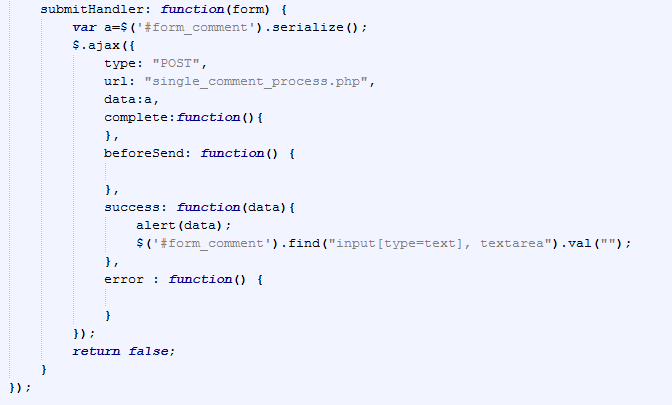 submitHandler: function(form) {
var a=$('#form_comment').serialize();
$.ajax({
type: "POST",
url: "single_comment_process.php",
data:a,
complete:function(){
},
beforeSend: function() {
},
success: function(data){
alert(data);
$('#form_comment').find("input[type=text], textarea").val("");
},
error : function() {
}
});
return false;
}
});